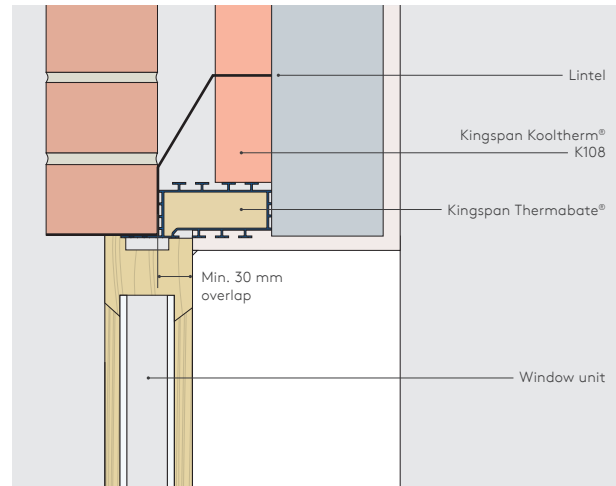 Lintel
Kingspan Kooltherm®
K108
Kingspan Thermabate®
Min. 30 mm
overlap
Window unit